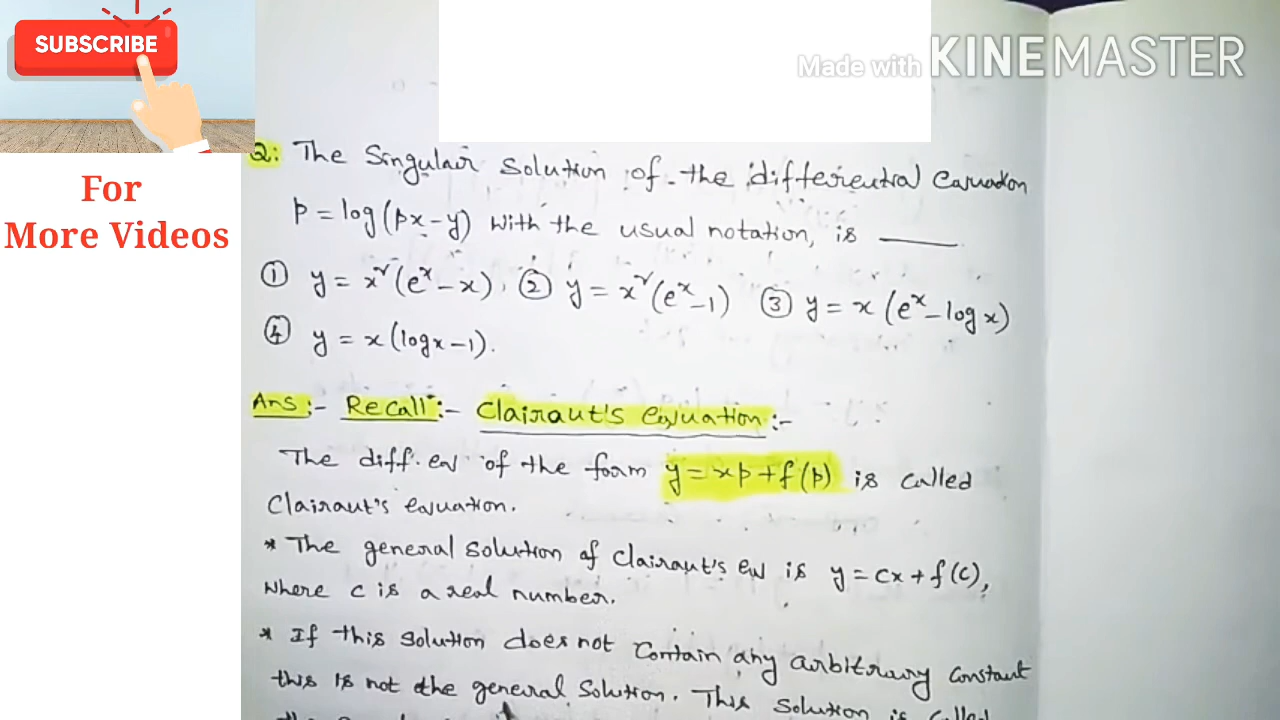 SUBSCRIBE
For
More Videos
Made with KINEMASTER
Q: The Singular Solution of the differential Equation
p = log(px - y) with the usual notation, is ______
① y = x² (eˣ - x). ② y = x² (eˣ - 1) ③ y = x (eˣ - log x)
④ y = x (log x - 1).
Ans:- Recall:- Clairaut's Equation:-
The diff. eq of the form y = xp + f(p) is called
Clairaut's equation.
* The general solution of Clairaut's eq is y = cx + f(c),
where c is a real number.
* If this solution does not contain any arbitrary constant
this is not the general solution. This solution is called